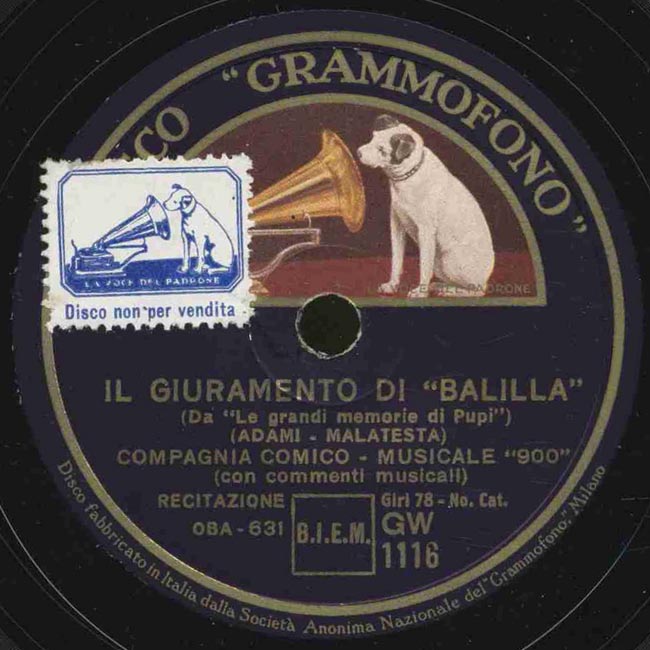 "GRAMMOFONO"
LA VOCE DEL PADRONE
LA VOCE DEL PADRONE
Disco non per vendita
IL GIURAMENTO DI "BALILLA"
(Da "Le grandi memorie di Pupi")
(ADAMI - MALATESTA)
COMPAGNIA COMICO - MUSICALE "900"
(con commenti musicali)
RECITAZIONE
Giri 78 - No. Cat.
OBA - 631
B.I.E.M.
GW
1116
Disco fabbricato in Italia dalla Società Anonima Nazionale del "Grammofono," Milano